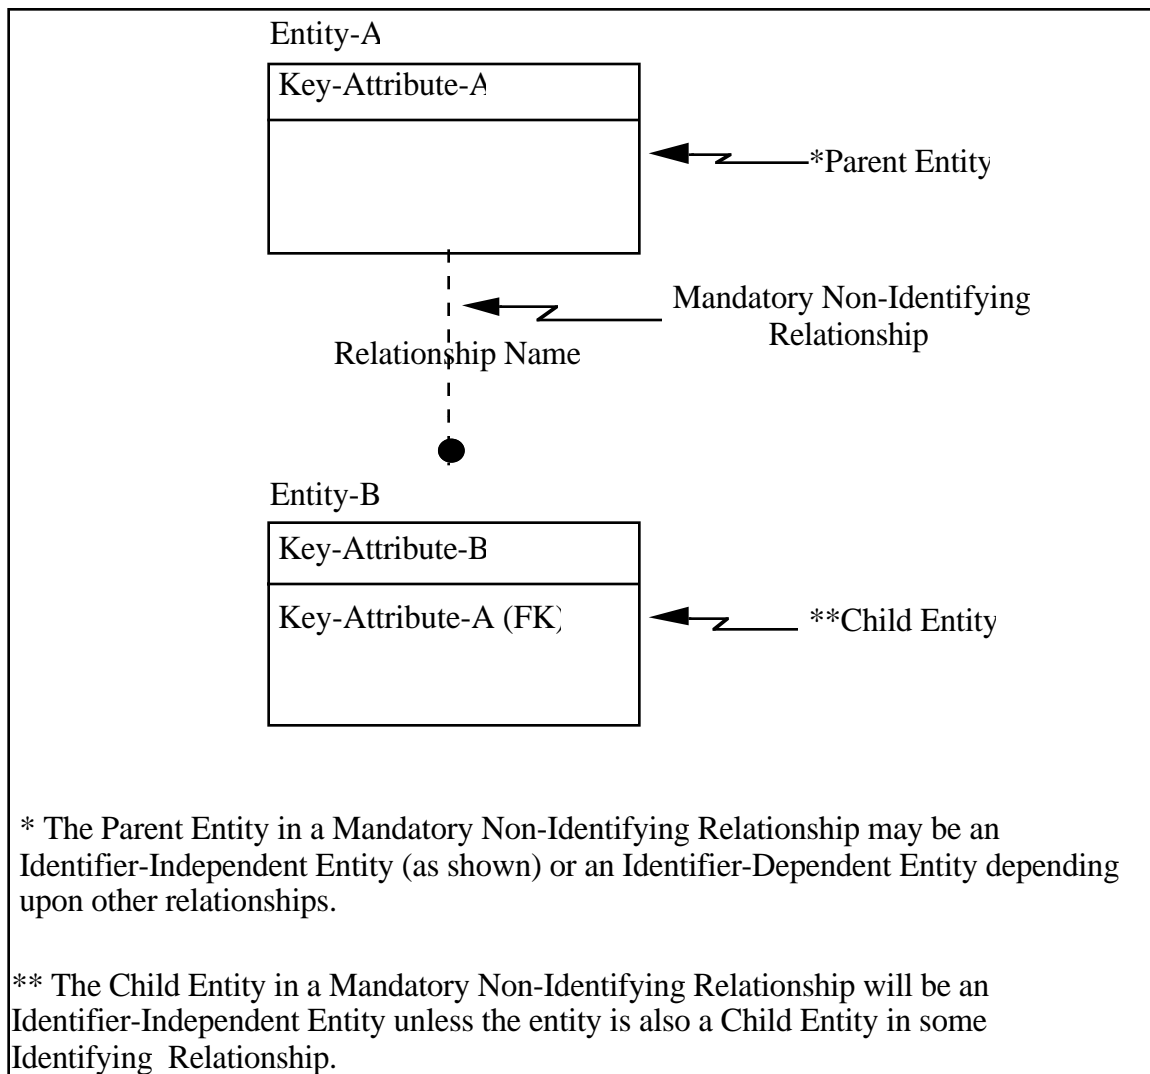 Entity-A
Key-Attribute-A
*Parent Entity
Mandatory Non-Identifying
Relationship
Relationship Name
Entity-B
Key-Attribute-B
Key-Attribute-A (FK)
**Child Entity
* The Parent Entity in a Mandatory Non-Identifying Relationship may be an
Identifier-Independent Entity (as shown) or an Identifier-Dependent Entity depending
upon other relationships.
** The Child Entity in a Mandatory Non-Identifying Relationship will be an
Identifier-Independent Entity unless the entity is also a Child Entity in some
Identifying Relationship.